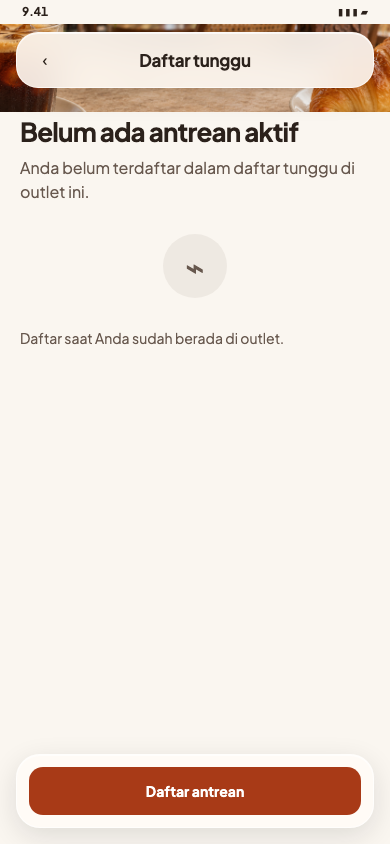 9.41
Daftar tunggu
Belum ada antrean aktif
Anda belum terdaftar dalam daftar tunggu di
outlet ini.
Daftar saat Anda sudah berada di outlet.
Daftar antrean